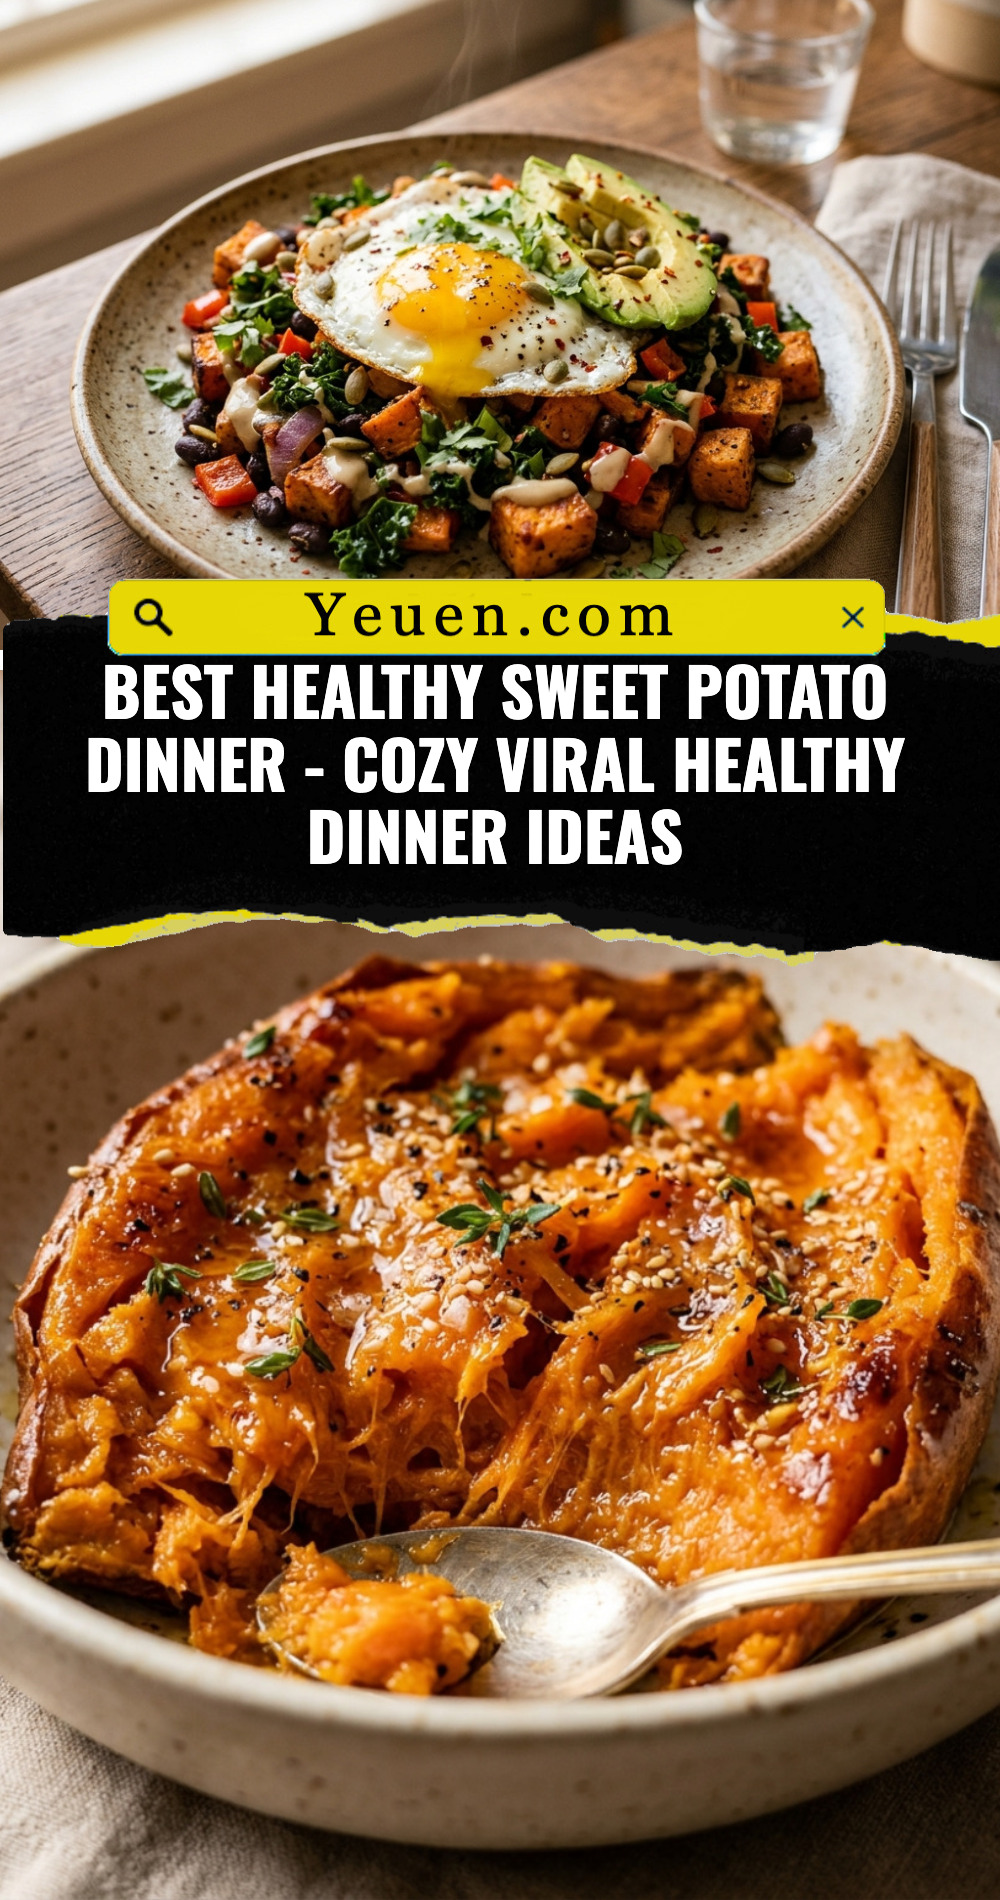 Yeuen.com
BEST HEALTHY SWEET POTATO
DINNER - COZY VIRAL HEALTHY
DINNER IDEAS